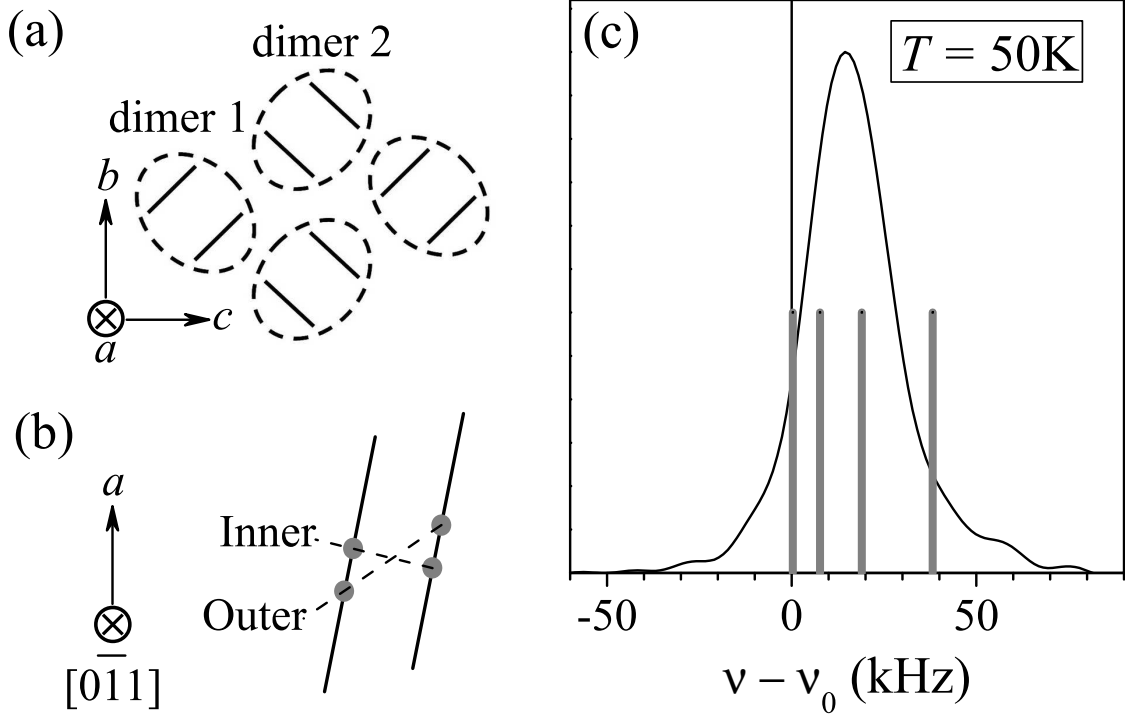 (a)
dimer 2
dimer 1
b
c
a
(b)
a
Inner
Outer
[01̅1]
(c)
T = 50K
-50
0
50
ν – ν₀ (kHz)